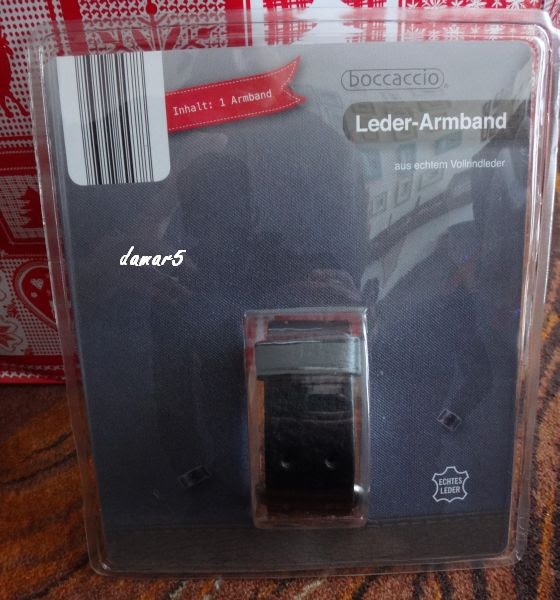 boccaccio
Inhalt: 1 Armband
Leder-Armband
aus echtem Vollrindleder
damar5
ECHTES
LEDER